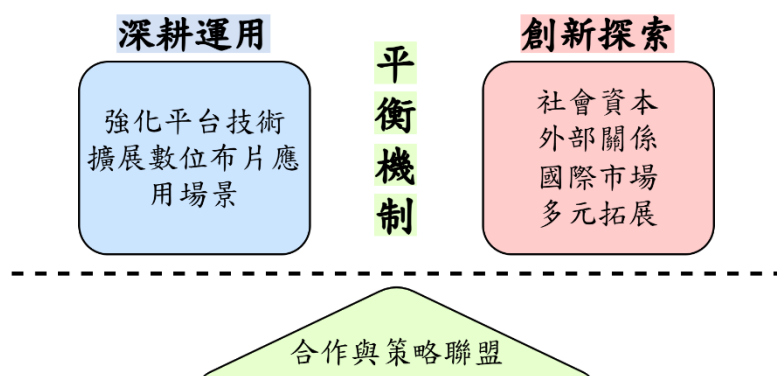 深耕運用
強化平台技術
擴展數位布片應
用場景
平
衡
機
制
創新探索
社會資本
外部關係
國際市場
多元拓展
合作與策略聯盟